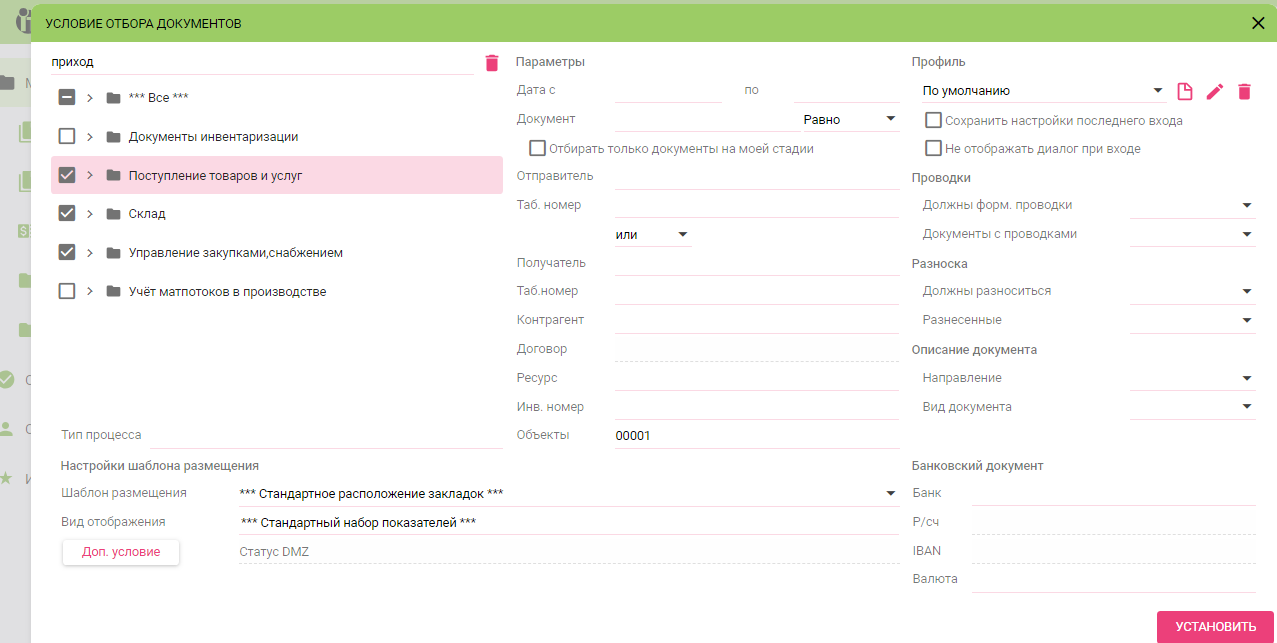 УСЛОВИЕ ОТБОРА ДОКУМЕНТОВ
приход
*** Все ***
Документы инвентаризации
Поступление товаров и услуг
Склад
Управление закупками,снабжением
Учёт матпотоков в производстве
Тип процесса
Параметры
Дата с по
Документ Равно
Отбирать только документы на моей стадии
Отправитель
Таб. номер
или
Получатель
Таб.номер
Контрагент
Договор
Ресурс
Инв. номер
Объекты 00001
Профиль
По умолчанию
Сохранить настройки последнего входа
Не отображать диалог при входе
Проводки
Должны форм. проводки
Документы с проводками
Разноска
Должны разноситься
Разнесенные
Описание документа
Направление
Вид документа
Настройки шаблона размещения
Шаблон размещения *** Стандартное расположение закладок ***
Вид отображения *** Стандартный набор показателей ***
Доп. условие Статус DMZ
Банковский документ
Банк
Р/сч
IBAN
Валюта
УСТАНОВИТЬ